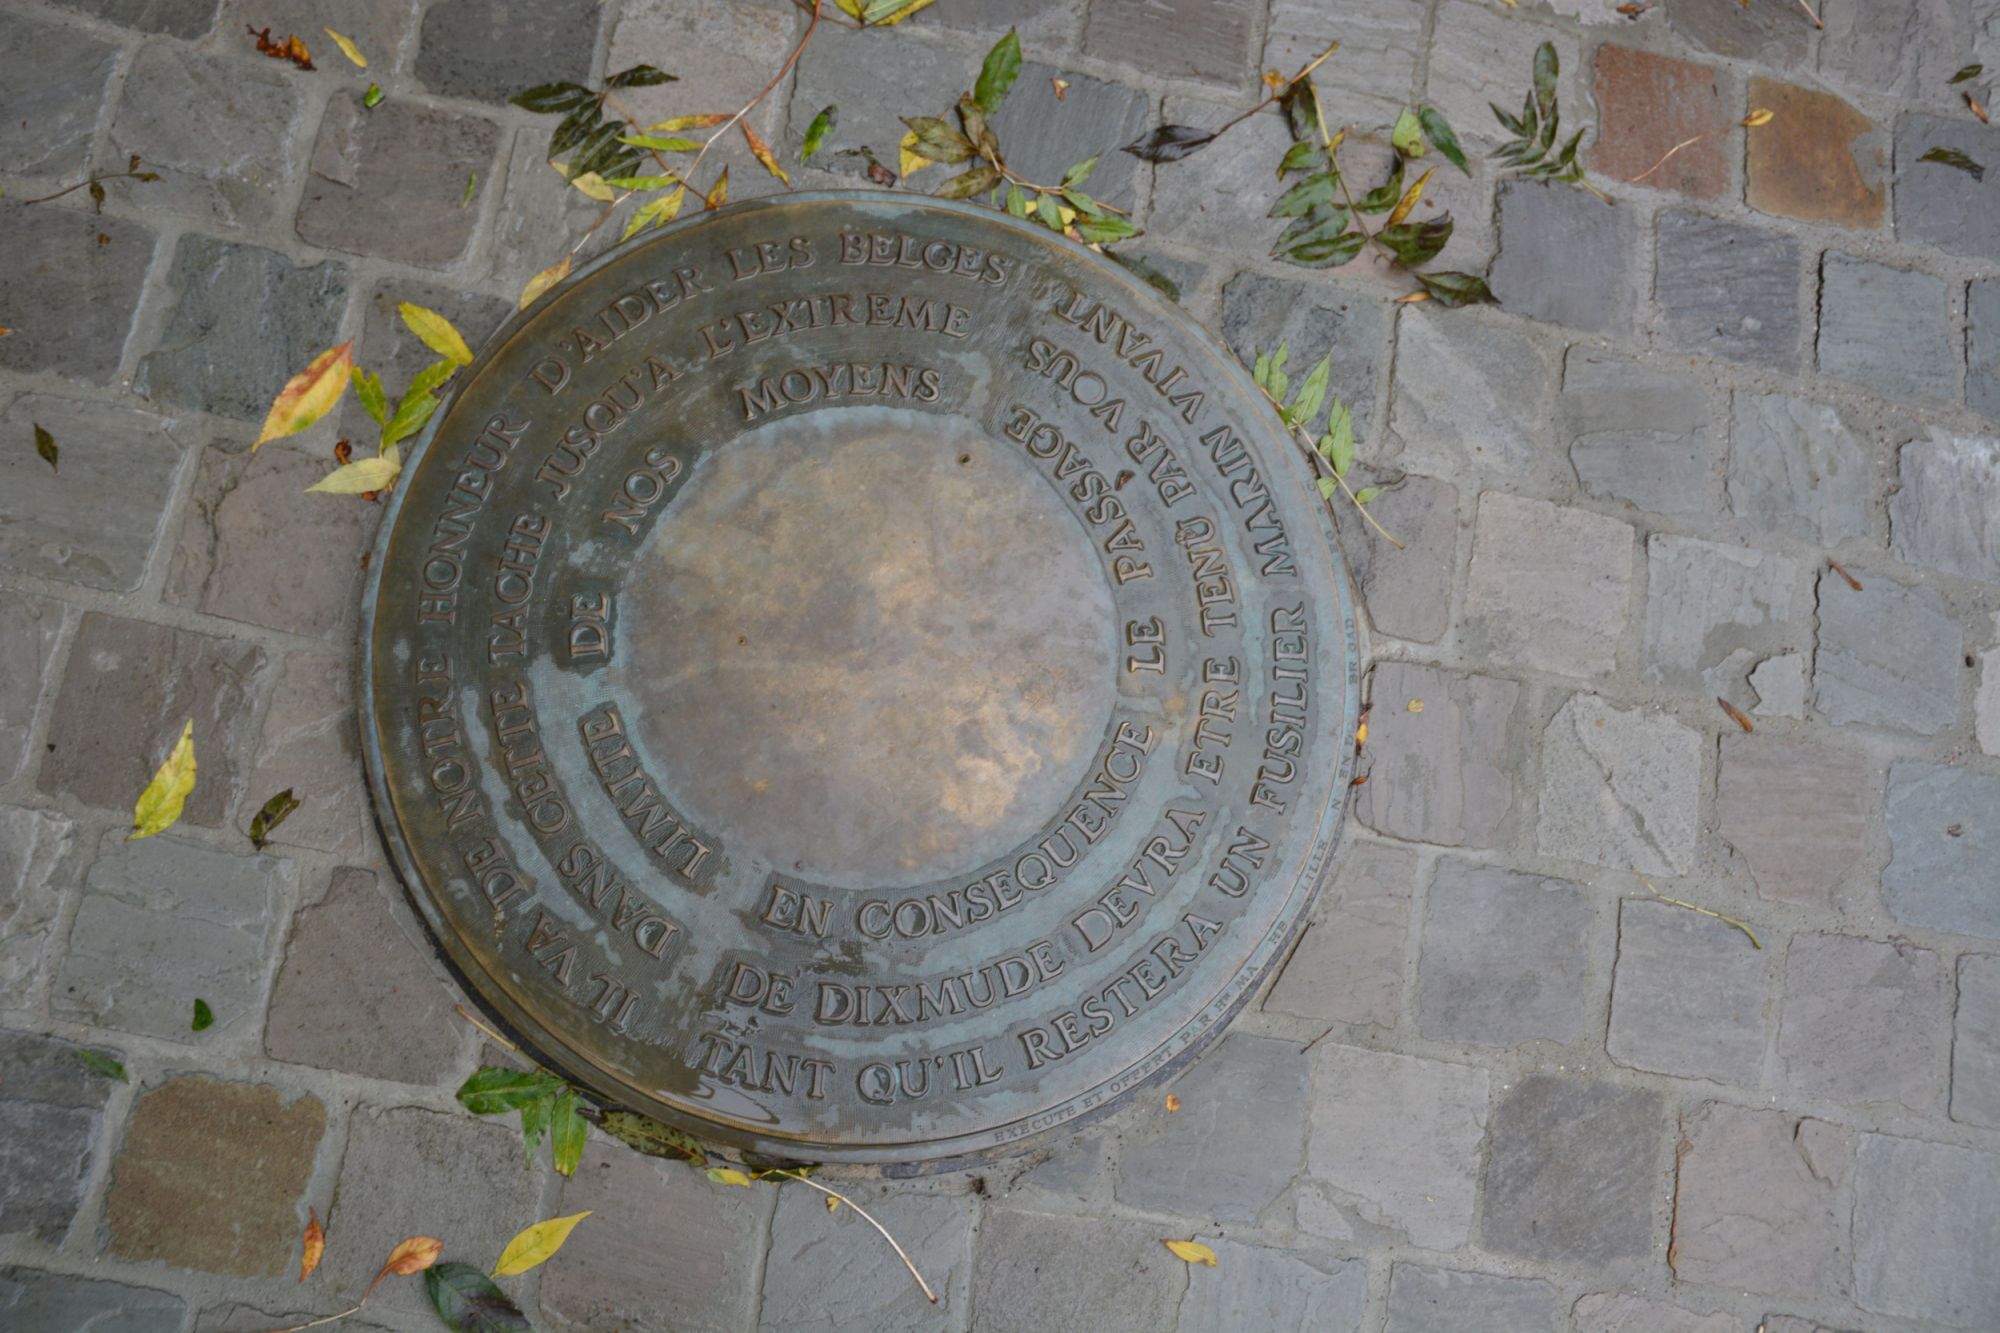 IL VA DE NOTRE HONNEUR D'AIDER LES BELGES
DANS CETTE TACHE JUSQU'A L'EXTREME
LIMITE DE NOS MOYENS
EN CONSEQUENCE LE PASSAGE
DE DIXMUDE DEVRA ETRE TENU PAR VOUS
TANT QU'IL RESTERA UN FUSILIER MARIN VIVANT
EXECUTE ET OFFERT PAR
LILLE